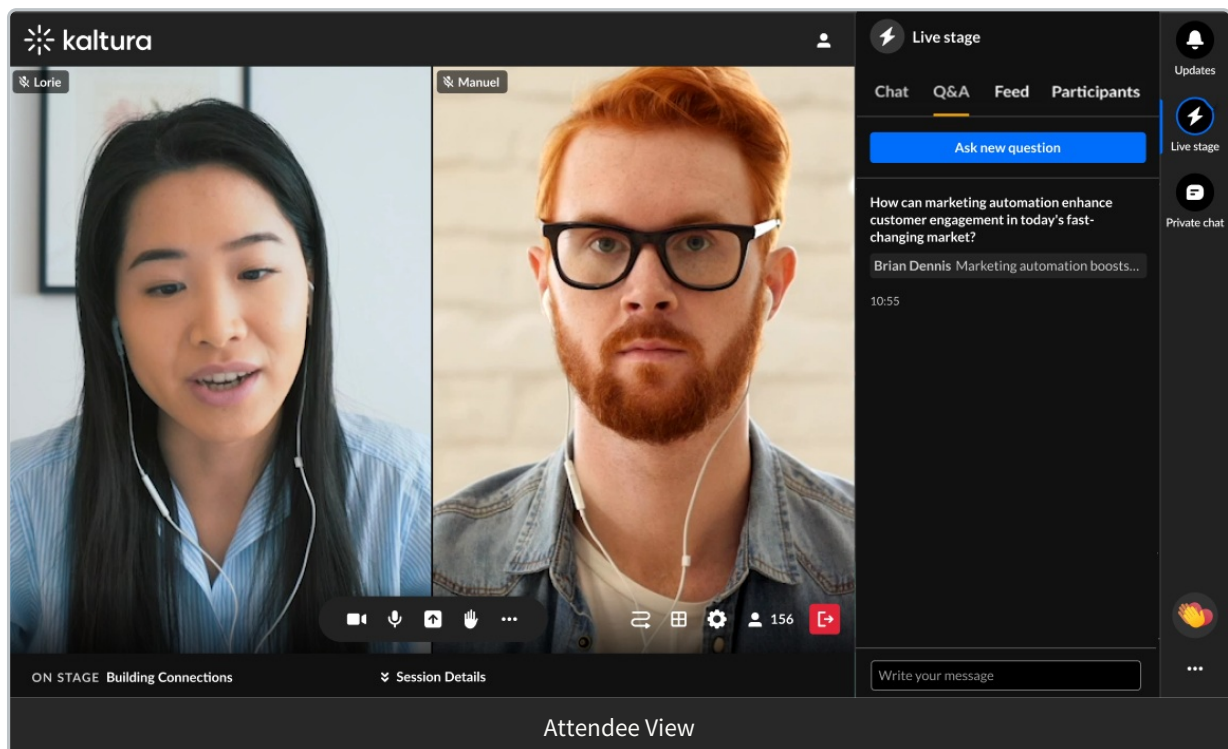 kaltura
Lorie
Manuel
156
ON STAGE Building Connections
Session Details
Live stage
Chat Q&A Feed Participants
Ask new question
How can marketing automation enhance
customer engagement in today's fast-
changing market?
Brian Dennis Marketing automation boosts...
10:55
Write your message
Updates
Live stage
Private chat
Attendee View